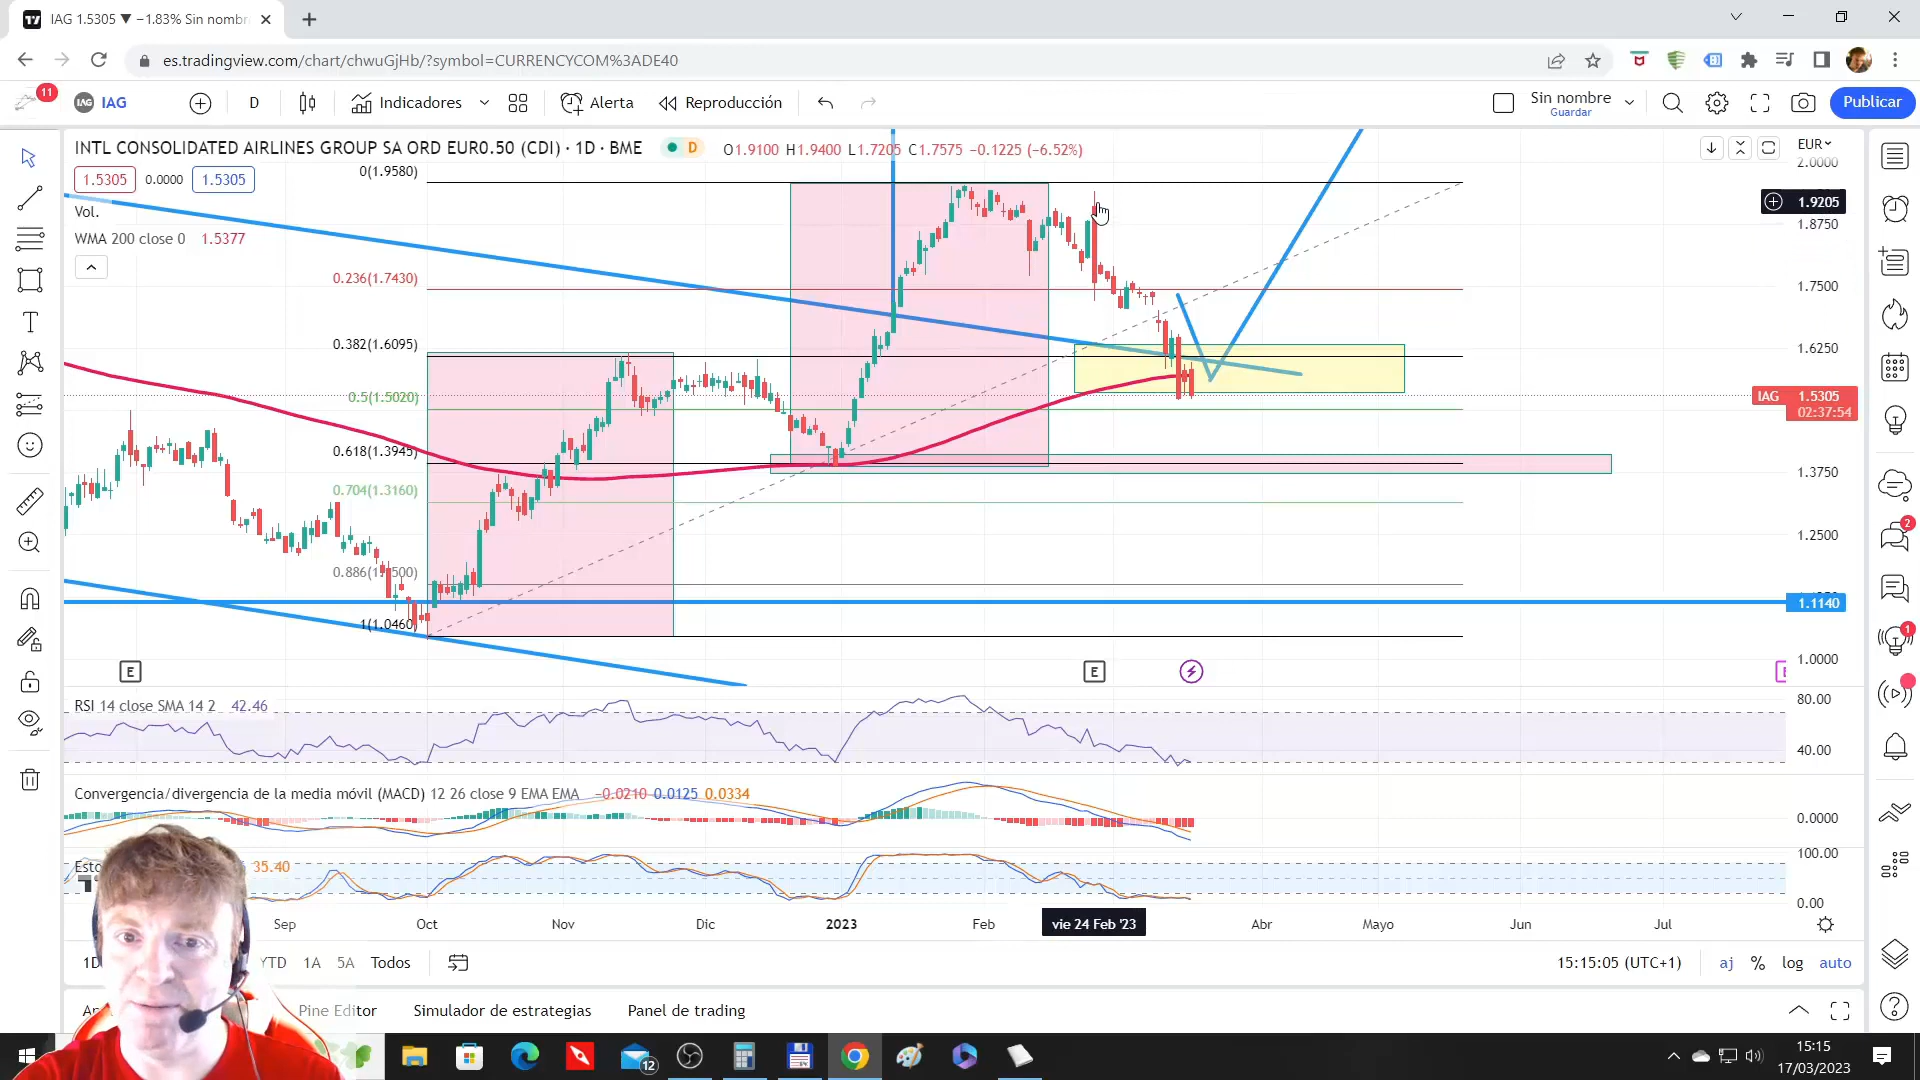 IAG 1.5305 ▼ −1.83% Sin nombr
es.tradingview.com/chart/chwuGjHb/?symbol=CURRENCYCOM%3ADE40
11
IAG IAG D Indicadores Alerta Reproducción Sin nombre Guardar Publicar
INTL CONSOLIDATED AIRLINES GROUP SA ORD EUR0.50 (CDI) · 1D · BME D O1.9100 H1.9400 L1.7205 C1.7575 −0.1225 (−6.52%)
EUR
2.0000
1.5305 0.0000 1.5305
0(1.9580)
1.9205
Vol.
1.8750
WMA 200 close 0 1.5377
0.236(1.7430)
1.7500
0.382(1.6095)
1.6250
0.5(1.5020)
IAG 1.5305
02:37:54
0.618(1.3945)
1.3750
0.704(1.3160)
1.2500
1.1140
1(1.0460)
1.0000
E E
RSI 14 close SMA 14 2 42.46
80.00
40.00
Convergencia/divergencia de la media móvil (MACD) 12 26 close 9 EMA EMA −0.0210 0.0125 0.0334
0.0000
35.40
100.00
0.00
Sep Oct Nov Dic 2023 Feb vie 24 Feb '23 Abr Mayo Jun Jul
YTD 1A 5A Todos
15:15:05 (UTC+1) aj % log auto
Pine Editor Simulador de estrategias Panel de trading
2
1
12
15:15
17/03/2023